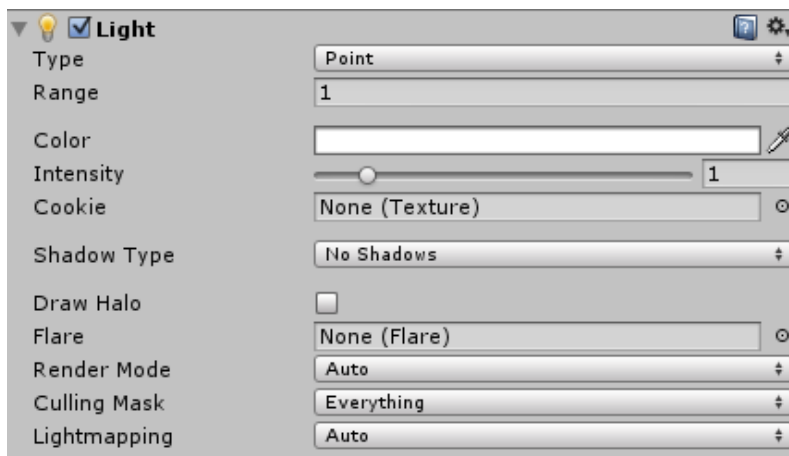 Light
Type Point
Range 1
Color
Intensity 1
Cookie None (Texture)
Shadow Type No Shadows
Draw Halo
Flare None (Flare)
Render Mode Auto
Culling Mask Everything
Lightmapping Auto